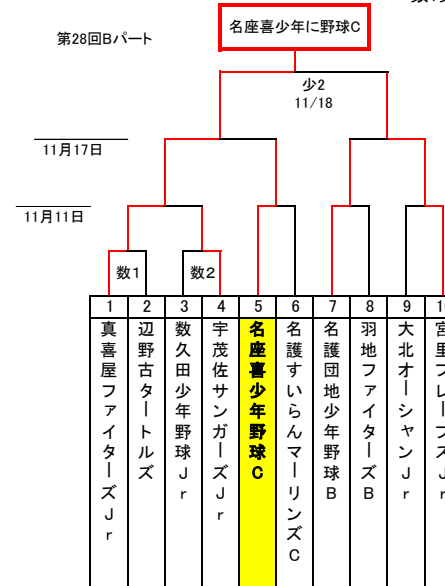 名座喜少年に野球C
第28回Bパート
少2
11/18
11月17日
11月11日
数1
数2
1
2
3
4
5
6
7
8
9
真喜屋ファイターズJr
辺野古タートルズ
数久田少年野球Jr
宇茂佐サンガーズJr
名座喜少年野球C
名護すいらんマーリンズC
名護団地少年野球B
羽地ファイターズB
大北オーシャンJr